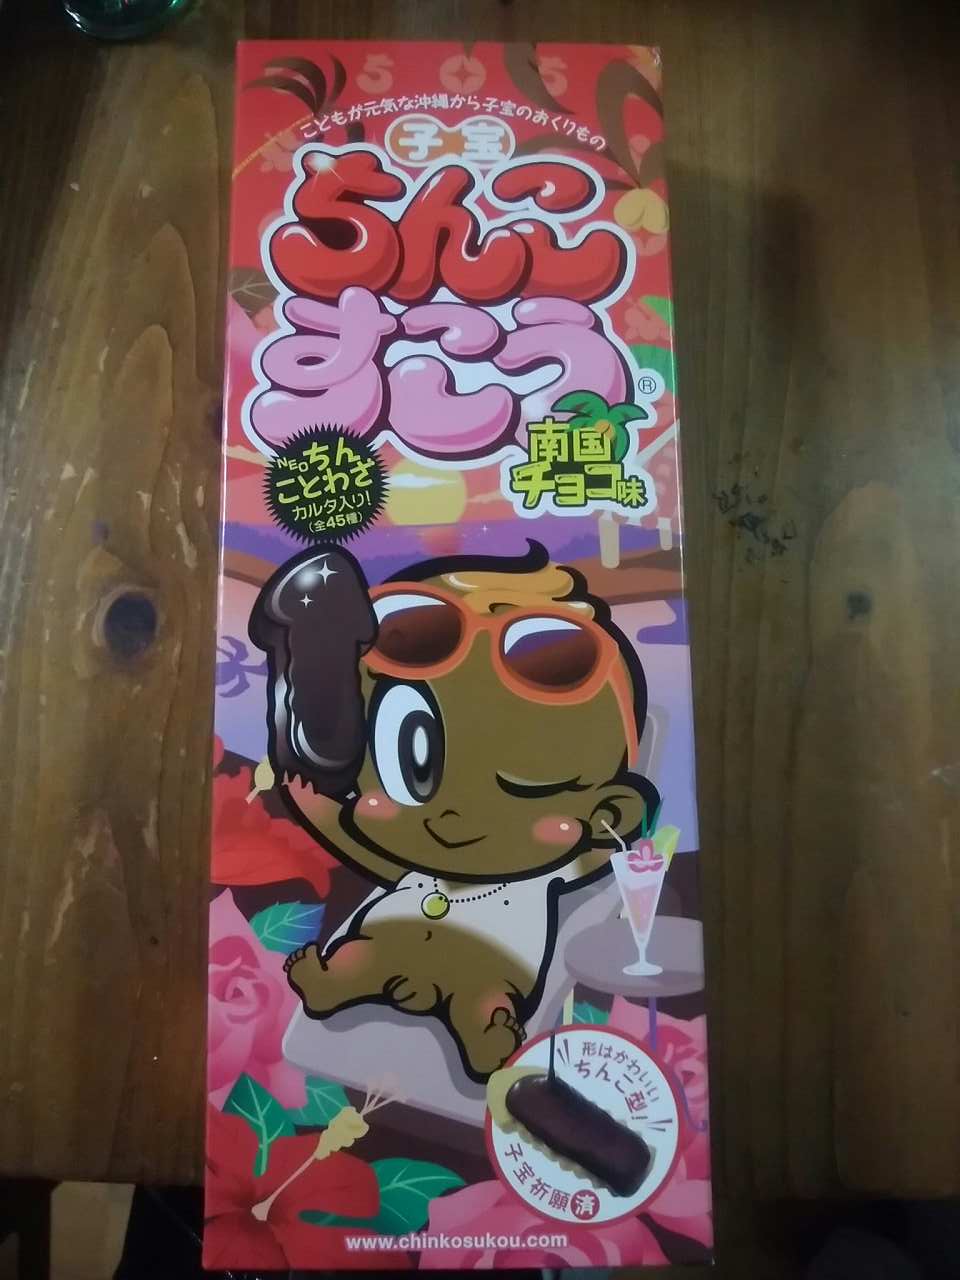 こどもが元気な沖縄から子宝のおくりもの
子宝
ちんこ
すこう
®
南国
チョコ味
NEOちん
ことわざ
カルタ入り!
(全45種)
形はかわいい
ちんこ型!
子宝祈願済
www.chinkosukou.com